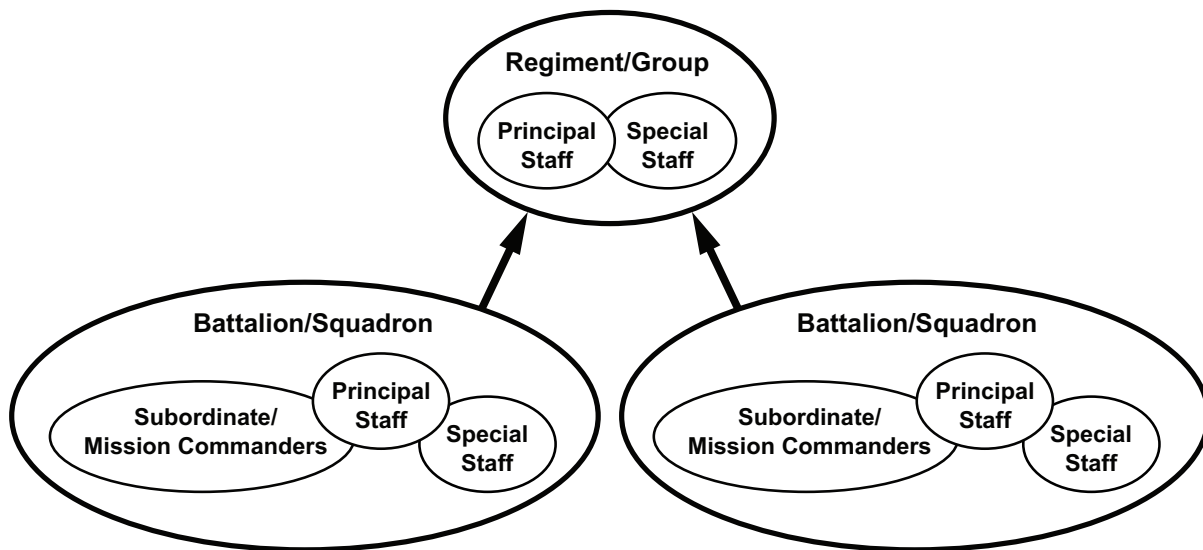 Regiment/Group
Principal
Staff
Special
Staff
Battalion/Squadron
Subordinate/
Mission Commanders
Principal
Staff
Special
Staff
Battalion/Squadron
Subordinate/
Mission Commanders
Principal
Staff
Special
Staff